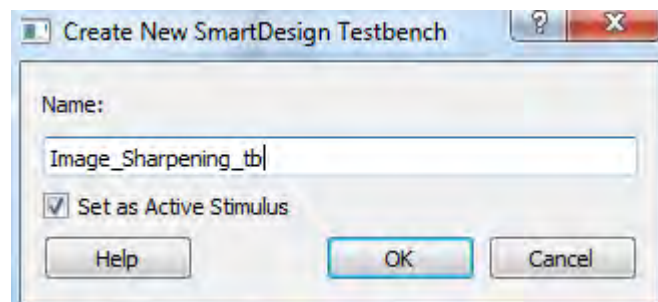 Create New SmartDesign Testbench
?
X
Name:
Image_Sharpening_tb
Set as Active Stimulus
Help OK Cancel